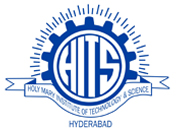 HITS
HOLY MARY INSTITUTE OF TECHNOLOGY & SCIENCE
HYDERABAD